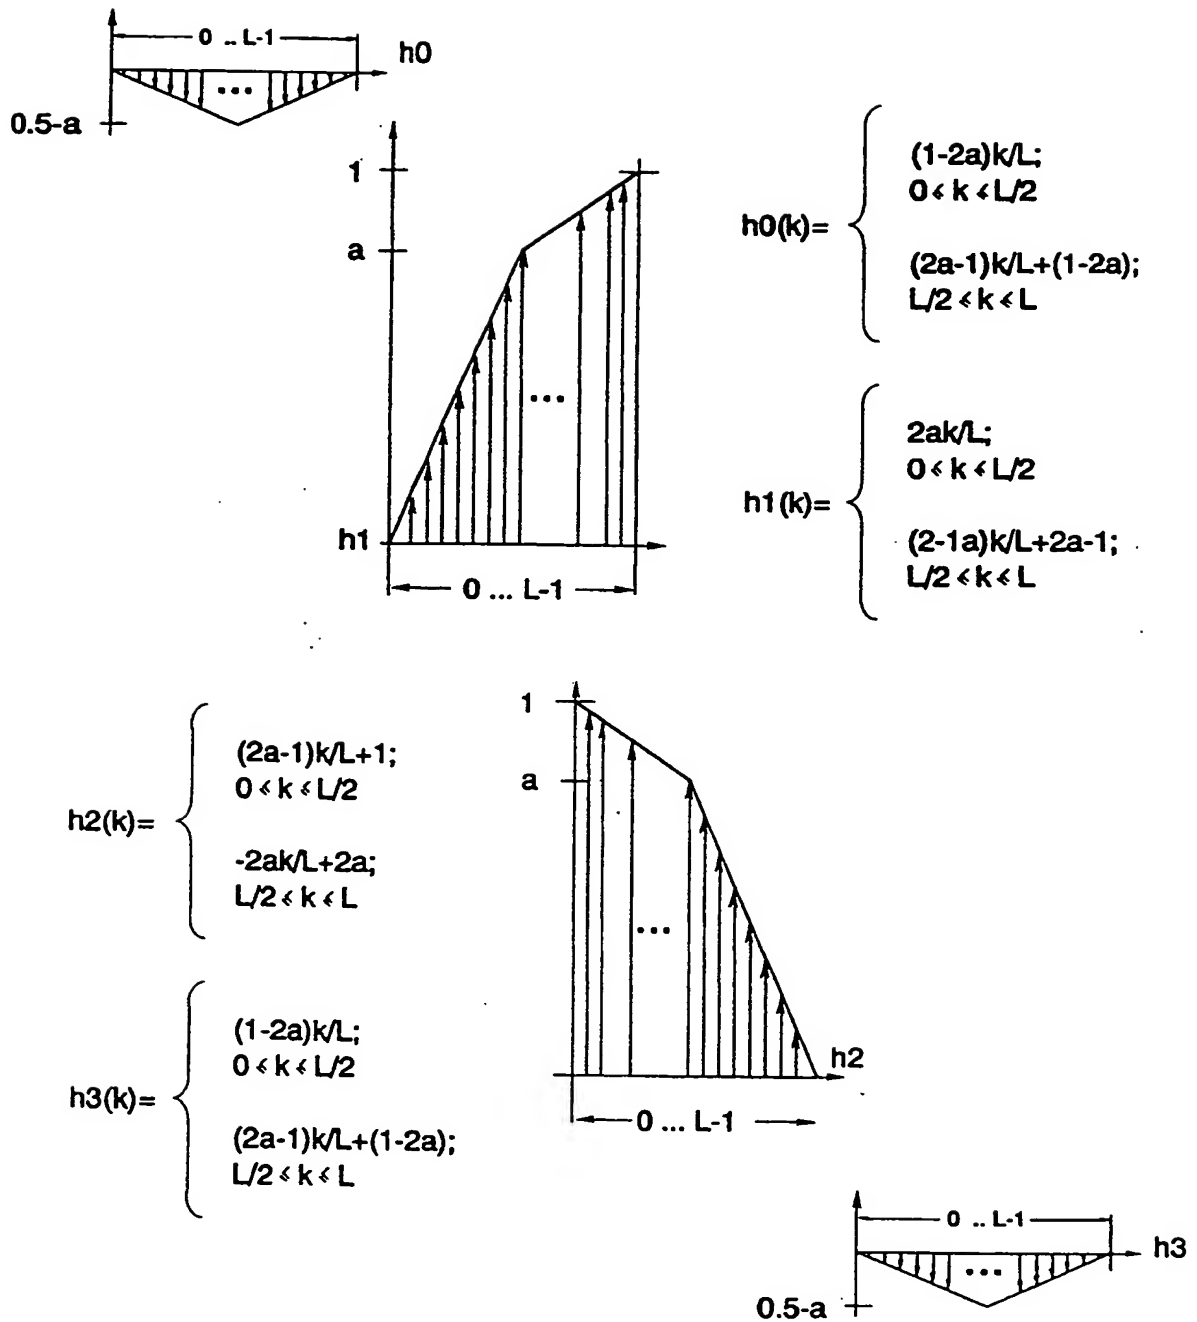 0 .. L-1
h0
0.5-a
1
a
h1
0 ... L-1
h0(k)=
(1-2a)k/L;
0 ≤ k ≤ L/2
(2a-1)k/L+(1-2a);
L/2 ≤ k ≤ L
h1(k)=
2ak/L;
0 ≤ k ≤ L/2
(2-1a)k/L+2a-1;
L/2 ≤ k ≤ L
h2(k)=
(2a-1)k/L+1;
0 ≤ k ≤ L/2
-2ak/L+2a;
L/2 ≤ k ≤ L
1
a
...
h2
0 ... L-1
h3(k)=
(1-2a)k/L;
0 ≤ k ≤ L/2
(2a-1)k/L+(1-2a);
L/2 ≤ k ≤ L
0 .. L-1
h3
0.5-a